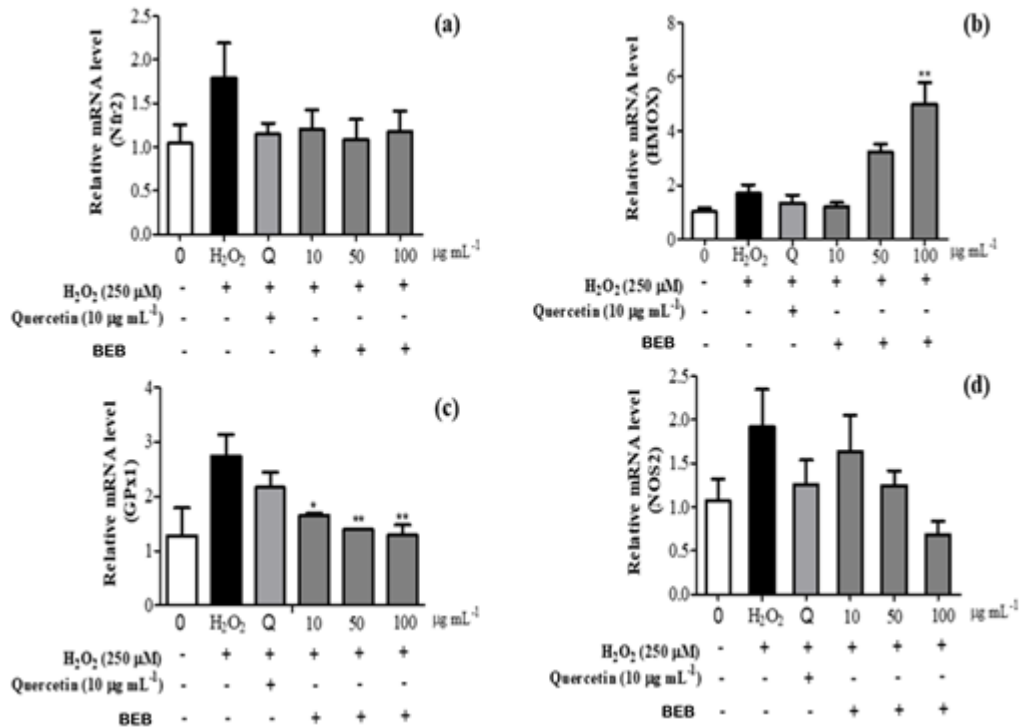 (a)
Relative mRNA level
(Nfr2)
2.5
2.0
1.5
1.0
0.5
0.0
0 H₂O₂ Q 10 50 100 µg mL⁻¹
H₂O₂ (250 µM) - + + + + +
Quercetin (10 µg mL⁻¹) - - + - - -
BEB - - - + + +
(b)
Relative mRNA level
(HMOX)
8
6
4
2
0
**
0 H₂O₂ Q 10 50 100 µg mL⁻¹
H₂O₂ (250 µM) - + + + + +
Quercetin (10 µg mL⁻¹) - - + - - -
BEB - - - + + +
(c)
Relative mRNA level
(GPx1)
4
3
2
1
0
* ** **
0 H₂O₂ Q 10 50 100 µg mL⁻¹
H₂O₂ (250 µM) - + + + + +
Quercetin (10 µg mL⁻¹) - - + - - -
BEB - - - + + +
(d)
Relative mRNA level
(NOS2)
2.5
2.0
1.5
1.0
0.5
0.0
0 H₂O₂ Q 10 50 100 µg mL⁻¹
H₂O₂ (250 µM) - + + + + +
Quercetin (10 µg mL⁻¹) - - + - - -
BEB - - - + + +